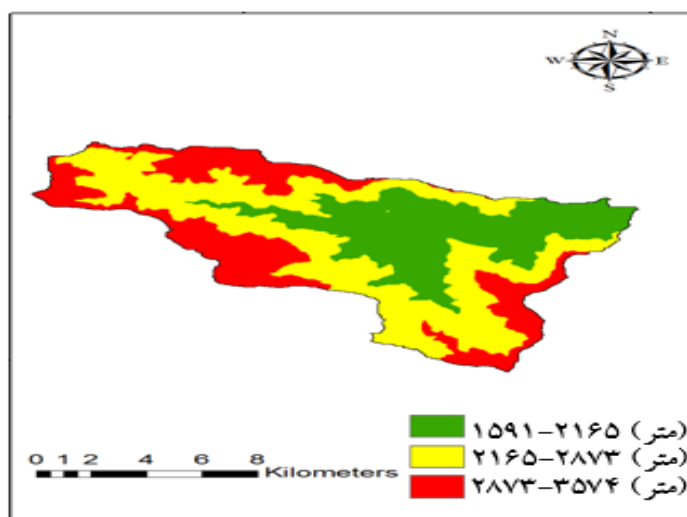 N
W E
S
۱۵۹۱-۲۱۶۵ (متر)
۲۱۶۵-۲۸۷۳ (متر)
۲۸۷۳-۳۵۷۴ (متر)
0 1 2 4 6 8
Kilometers